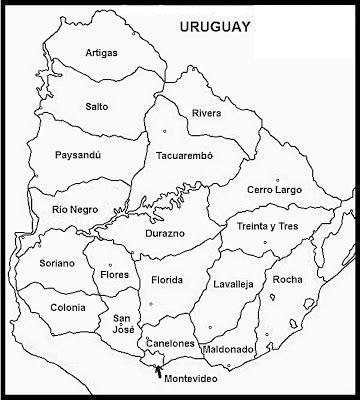 URUGUAY
Artigas
Salto
Rivera
Paysandú
Tacuarembó
Cerro Largo
Río Negro
Durazno
Treinta y Tres
Soriano
Flores
Florida
Lavalleja
Rocha
Colonia
San
José
Canelones
Maldonado
Montevideo